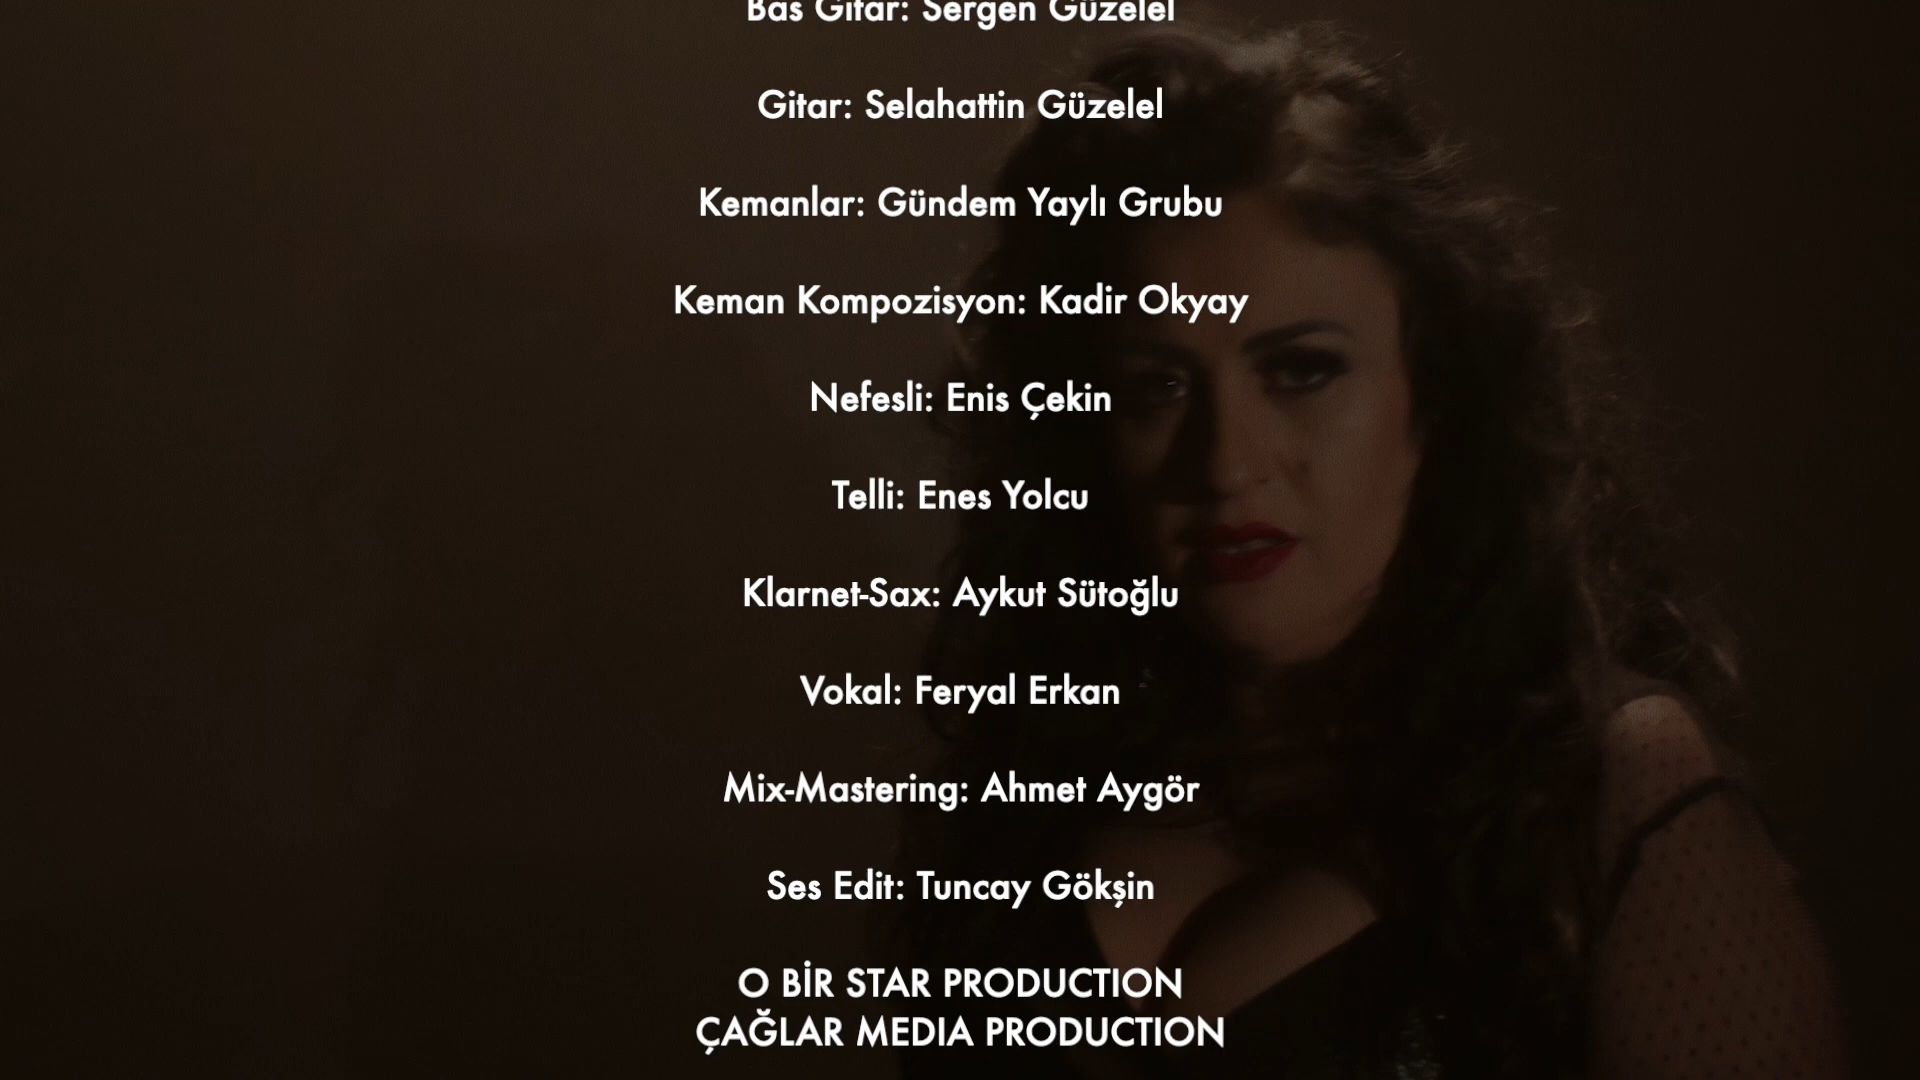 Bas Gitar: Sergen Güzelel
Gitar: Selahattin Güzelel
Kemanlar: Gündem Yaylı Grubu
Keman Kompozisyon: Kadir Okyay
Nefesli: Enis Çekin
Telli: Enes Yolcu
Klarnet-Sax: Aykut Sütoğlu
Vokal: Feryal Erkan
Mix-Mastering: Ahmet Aygör
Ses Edit: Tuncay Gökşin
O BİR STAR PRODUCTION
ÇAĞLAR MEDIA PRODUCTION